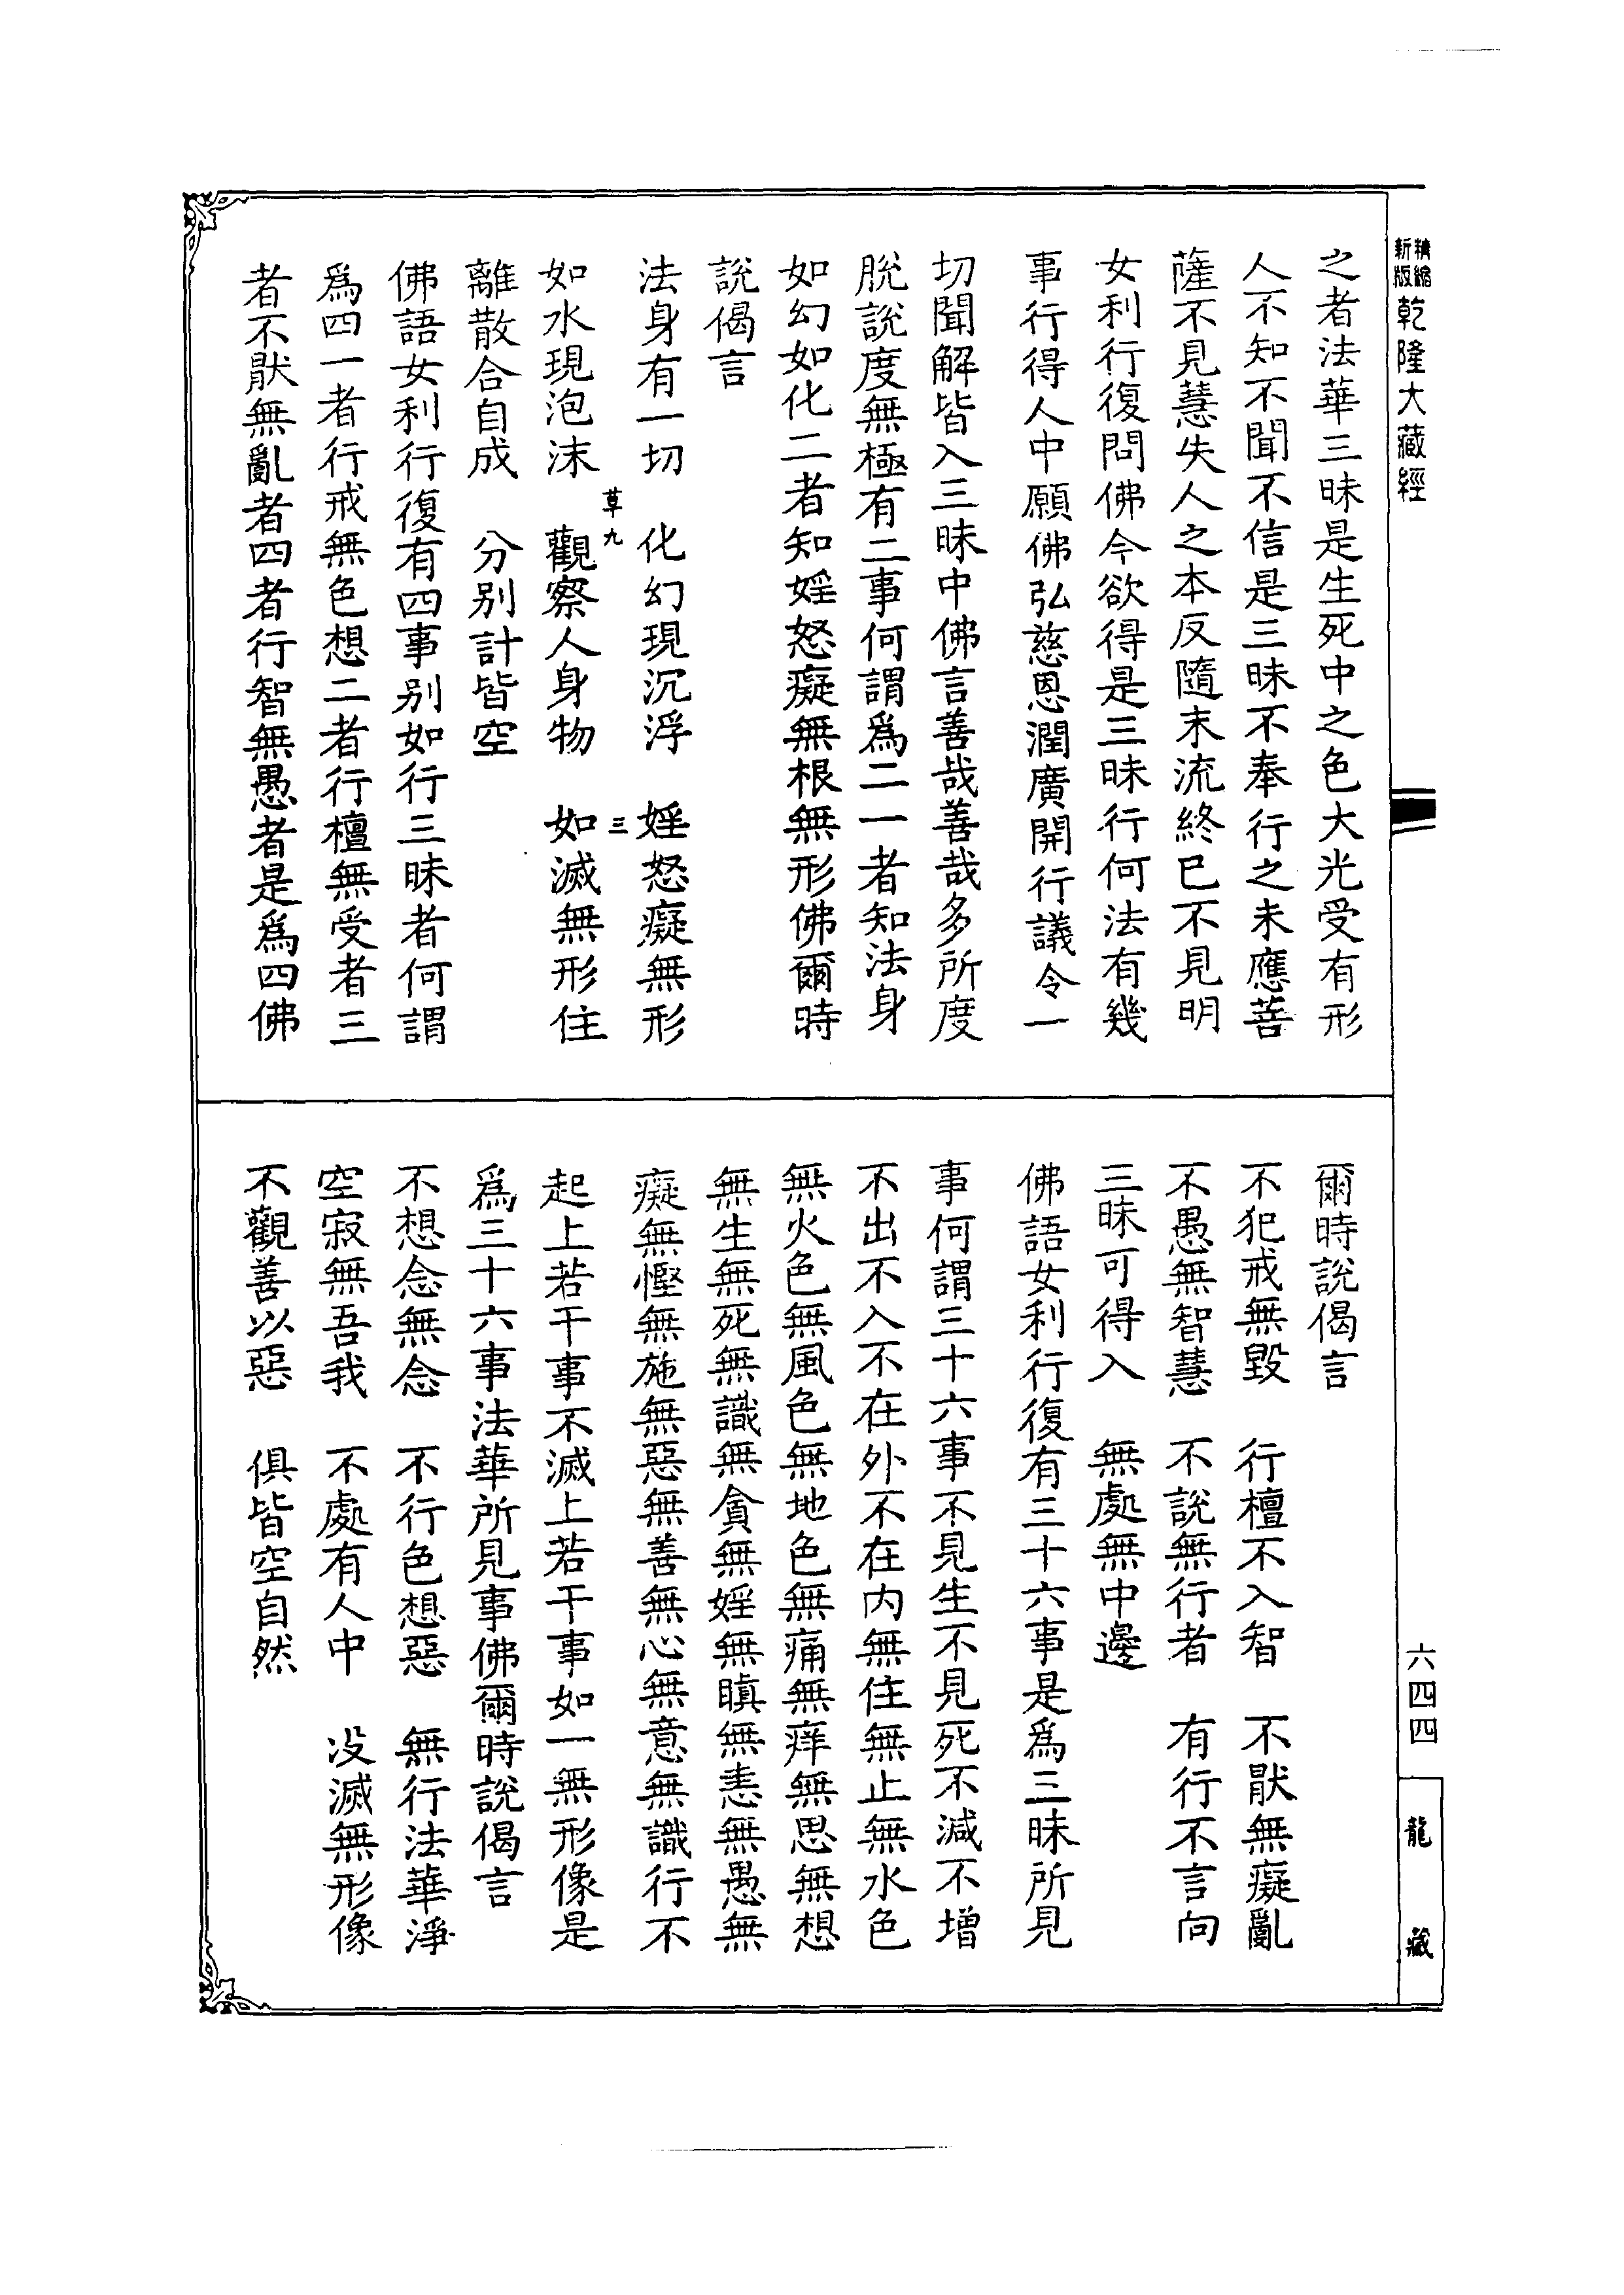 精縮新版乾隆大藏經
之者法華三昧是生死中之色大光受有形
人不知不聞不信是三昧不奉行之未應菩
薩不見慧失人之本反隨末流終已不見明
女利行復問佛今欲得是三昧行何法有幾
事行得人中願佛弘慈恩潤廣開行議令一
切聞解皆入三昧中佛言善哉善哉多所度
脫說度無極有二事何謂爲二一者知法身
如幻如化二者知婬怒癡無根無形佛爾時
說偈言
法身有一切　化幻現沉浮　婬怒癡無形
草九　三
如水現泡沫　觀察人身物　如滅無形住
離散合自成　分別計皆空
佛語女利行復有四事别如行三昧者何謂
爲四一者行戒無色想二者行檀無受者三
者不猒無亂者四者行智無愚者是爲四佛
爾時說偈言
不犯戒無毀　行檀不入智　不猒無癡亂
不愚無智慧　不說無行者　有行不言向
三昧可得入　無處無中邊
佛語女利行復有三十六事是爲三昧所見
事何謂三十六事不見生不見死不減不增
不出不入不在外不在内無住無止無水色
無火色無風色無地色無痛無痒無思無想
無生無死無識無貪無婬無瞋無恚無愚無
癡無慳無施無惡無善無心無意無識行不
起上若干事不滅上若干事如一無形像是
爲三十六事法華所見事佛爾時說偈言
不想念無念　不行色想惡　無行法華淨
空寂無吾我　不處有人中　没滅無形像
不觀善以惡　俱皆空自然
六四四
龍藏